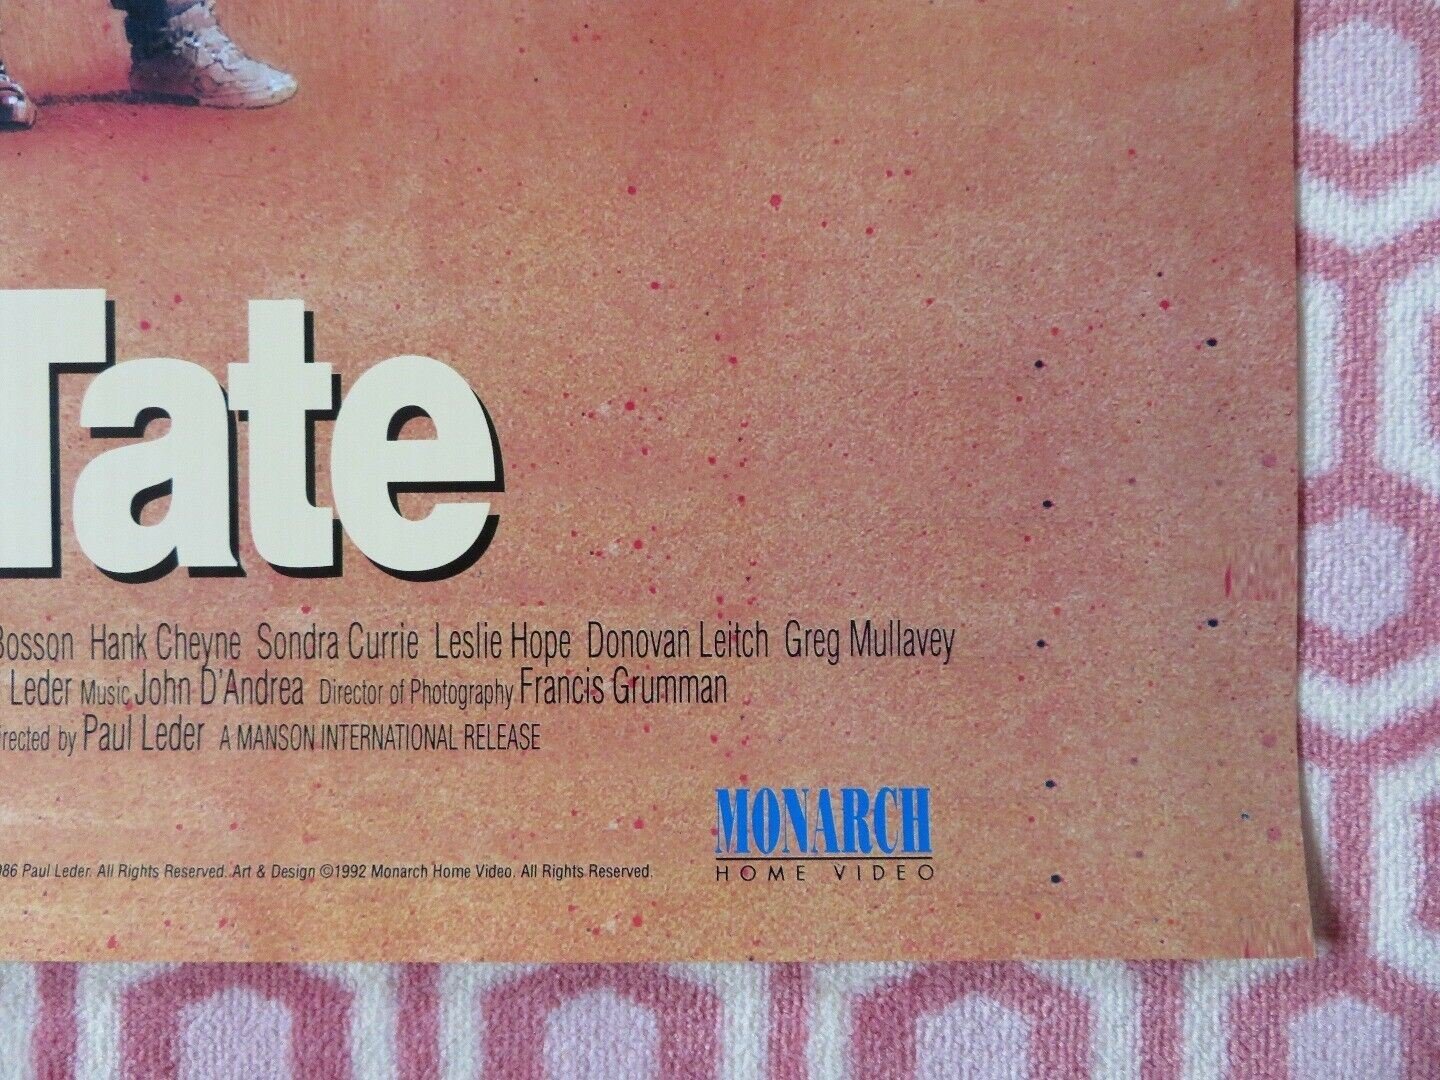 Tate
Bosson Hank Cheyne Sondra Currie Leslie Hope Donovan Leitch Greg Mullavey
Leder Music John D'Andrea Director of Photography Francis Grumman
irected by Paul Leder A MANSON INTERNATIONAL RELEASE
MONARCH
HOME VIDEO
986 Paul Leder. All Rights Reserved. Art & Design ©1992 Monarch Home Video. All Rights Reserved.